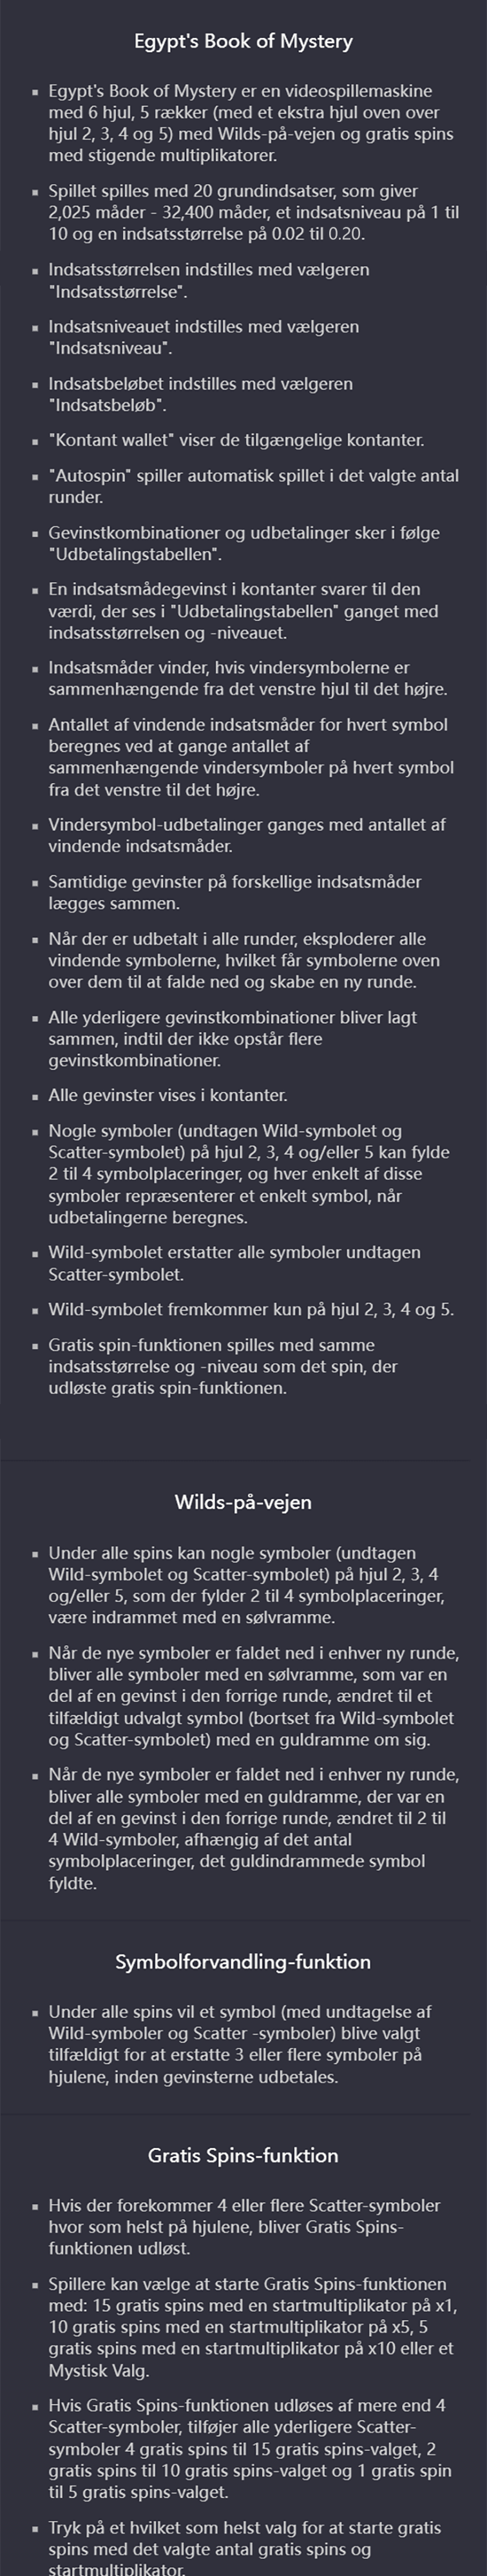 Egypt's Book of Mystery
▪ Egypt's Book of Mystery er en videospillemaskine
med 6 hjul, 5 rækker (med et ekstra hjul oven over
hjul 2, 3, 4 og 5) med Wilds-på-vejen og gratis spins
med stigende multiplikatorer.
▪ Spillet spilles med 20 grundindsatser, som giver
2,025 måder - 32,400 måder, et indsatsniveau på 1 til
10 og en indsatsstørrelse på 0.02 til 0.20.
▪ Indsatsstørrelsen indstilles med vælgeren
"Indsatsstørrelse".
▪ Indsatsniveauet indstilles med vælgeren
"Indsatsniveau".
▪ Indsatsbeløbet indstilles med vælgeren
"Indsatsbeløb".
▪ "Kontant wallet" viser de tilgængelige kontanter.
▪ "Autospin" spiller automatisk spillet i det valgte antal
runder.
▪ Gevinstkombinationer og udbetalinger sker i følge
"Udbetalingstabellen".
▪ En indsatsmådegevinst i kontanter svarer til den
værdi, der ses i "Udbetalingstabellen" ganget med
indsatsstørrelsen og -niveauet.
▪ Indsatsmåder vinder, hvis vindersymbolerne er
sammenhængende fra det venstre hjul til det højre.
▪ Antallet af vindende indsatsmåder for hvert symbol
beregnes ved at gange antallet af
sammenhængende vindersymboler på hvert symbol
fra det venstre til det højre.
▪ Vindersymbol-udbetalinger ganges med antallet af
vindende indsatsmåder.
▪ Samtidige gevinster på forskellige indsatsmåder
lægges sammen.
▪ Når der er udbetalt i alle runder, eksploderer alle
vindende symbolerne, hvilket får symbolerne oven
over dem til at falde ned og skabe en ny runde.
▪ Alle yderligere gevinstkombinationer bliver lagt
sammen, indtil der ikke opstår flere
gevinstkombinationer.
▪ Alle gevinster vises i kontanter.
▪ Nogle symboler (undtagen Wild-symbolet og
Scatter-symbolet) på hjul 2, 3, 4 og/eller 5 kan fylde
2 til 4 symbolplaceringer, og hver enkelt af disse
symboler repræsenterer et enkelt symbol, når
udbetalingerne beregnes.
▪ Wild-symbolet erstatter alle symboler undtagen
Scatter-symbolet.
▪ Wild-symbolet fremkommer kun på hjul 2, 3, 4 og 5.
▪ Gratis spin-funktionen spilles med samme
indsatsstørrelse og -niveau som det spin, der
udløste gratis spin-funktionen.
Wilds-på-vejen
▪ Under alle spins kan nogle symboler (undtagen
Wild-symbolet og Scatter-symbolet) på hjul 2, 3, 4
og/eller 5, som der fylder 2 til 4 symbolplaceringer,
være indrammet med en sølvramme.
▪ Når de nye symboler er faldet ned i enhver ny runde,
bliver alle symboler med en sølvramme, som var en
del af en gevinst i den forrige runde, ændret til et
tilfældigt udvalgt symbol (bortset fra Wild-symbolet
og Scatter-symbolet) med en guldramme om sig.
▪ Når de nye symboler er faldet ned i enhver ny runde,
bliver alle symboler med en guldramme, der var en
del af en gevinst i den forrige runde, ændret til 2 til
4 Wild-symboler, afhængig af det antal
symbolplaceringer, det guldindrammede symbol
fyldte.
Symbolforvandling-funktion
▪ Under alle spins vil et symbol (med undtagelse af
Wild-symboler og Scatter -symboler) blive valgt
tilfældigt for at erstatte 3 eller flere symboler på
hjulene, inden gevinsterne udbetales.
Gratis Spins-funktion
▪ Hvis der forekommer 4 eller flere Scatter-symboler
hvor som helst på hjulene, bliver Gratis Spins-
funktionen udløst.
▪ Spillere kan vælge at starte Gratis Spins-funktionen
med: 15 gratis spins med en startmultiplikator på x1,
10 gratis spins med en startmultiplikator på x5, 5
gratis spins med en startmultiplikator på x10 eller et
Mystisk Valg.
▪ Hvis Gratis Spins-funktionen udløses af mere end 4
Scatter-symboler, tilføjer alle yderligere Scatter-
symboler 4 gratis spins til 15 gratis spins-valget, 2
gratis spins til 10 gratis spins-valget og 1 gratis spin
til 5 gratis spins-valget.
▪ Tryk på et hvilket som helst valg for at starte gratis
spins med det valgte antal gratis spins og
startmultiplikator.